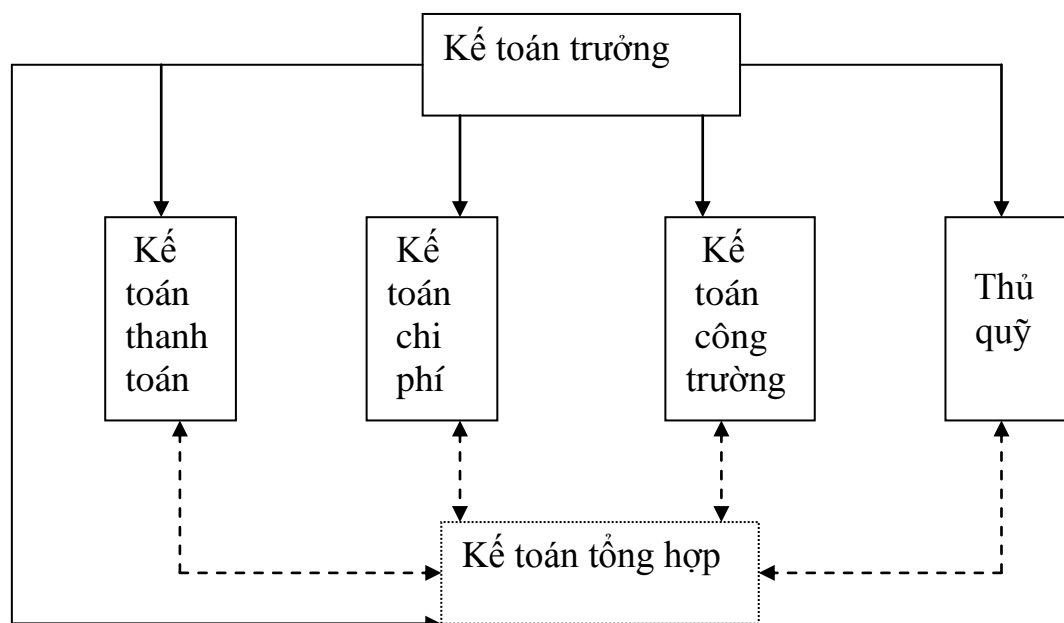 Kế toán trưởng
Kế
toán
thanh
toán
Kế
toán
chi
phí
Kế
toán
công
trường
Thủ
quỹ
Kế toán tổng hợp